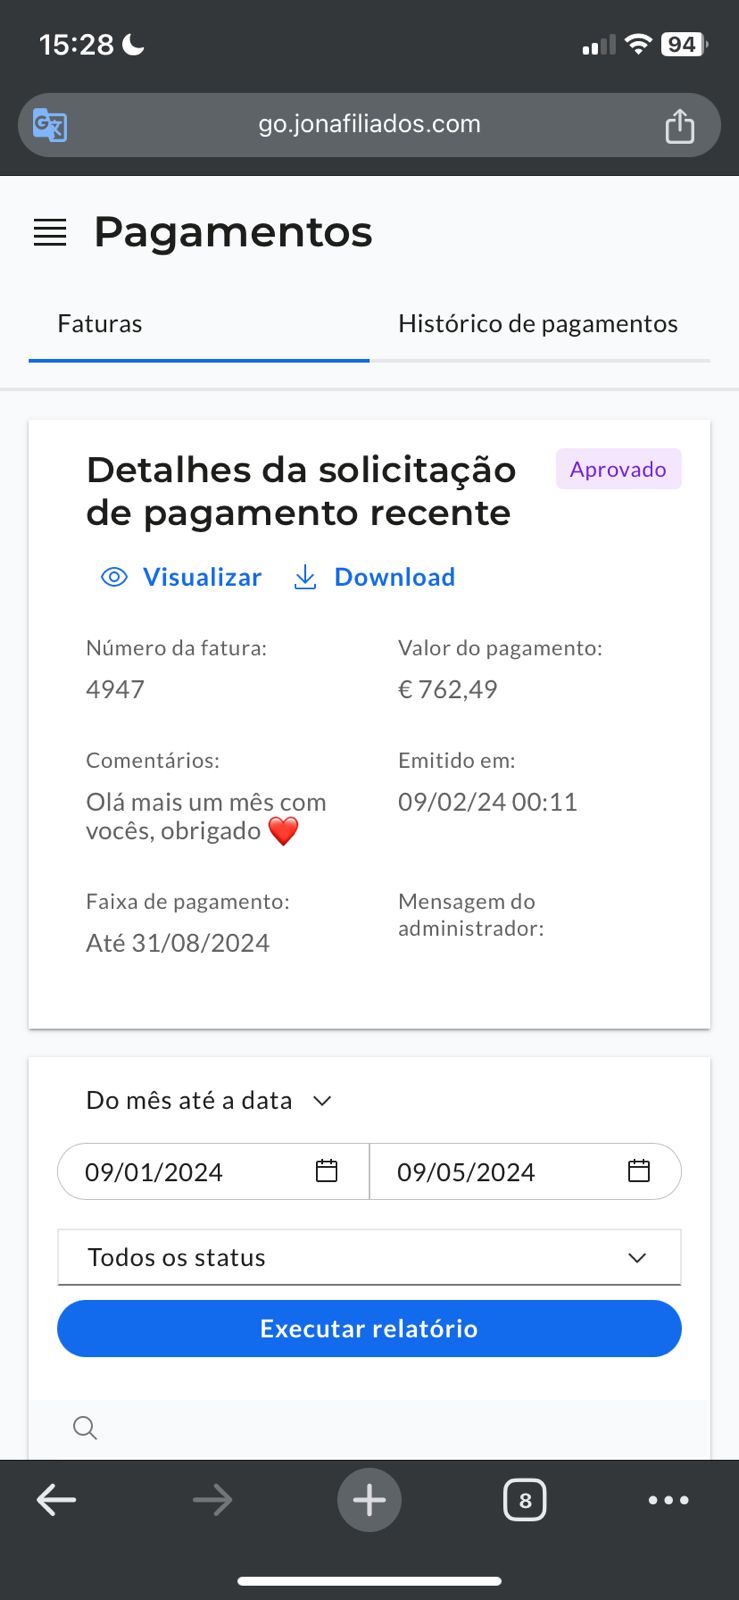 15:28
94
go.jonafiliados.com
Pagamentos
Faturas
Histórico de pagamentos
Detalhes da solicitação
de pagamento recente
Aprovado
Visualizar
Download
Número da fatura:
4947
Valor do pagamento:
€ 762,49
Comentários:
Olá mais um mês com
vocês, obrigado ❤️
Emitido em:
09/02/24 00:11
Faixa de pagamento:
Até 31/08/2024
Mensagem do
administrador:
Do mês até a data
09/01/2024
09/05/2024
Todos os status
Executar relatório
8